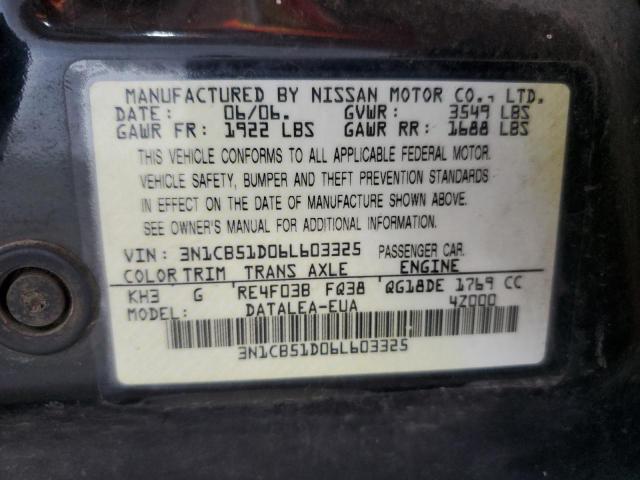 MANUFACTURED BY NISSAN MOTOR CO., LTD.
DATE: 06/06. GVWR: 3549 LBS
GAWR FR: 1922 LBS GAWR RR: 1688 LBS
THIS VEHICLE CONFORMS TO ALL APPLICABLE FEDERAL MOTOR.
VEHICLE SAFETY, BUMPER AND THEFT PREVENTION STANDARDS
IN EFFECT ON THE DATE OF MANUFACTURE SHOWN ABOVE.
SEE OWNER'S MANUAL FOR ADDITIONAL INFORMATION.
VIN: 3N1CB51D06L603325 PASSENGER CAR.
COLOR TRIM TRANS AXLE ENGINE
KH3 G RE4F03B FQ38 QG18DE 1769 CC
MODEL: DATALEA-EUA 4Z000
3N1CB51D06L603325